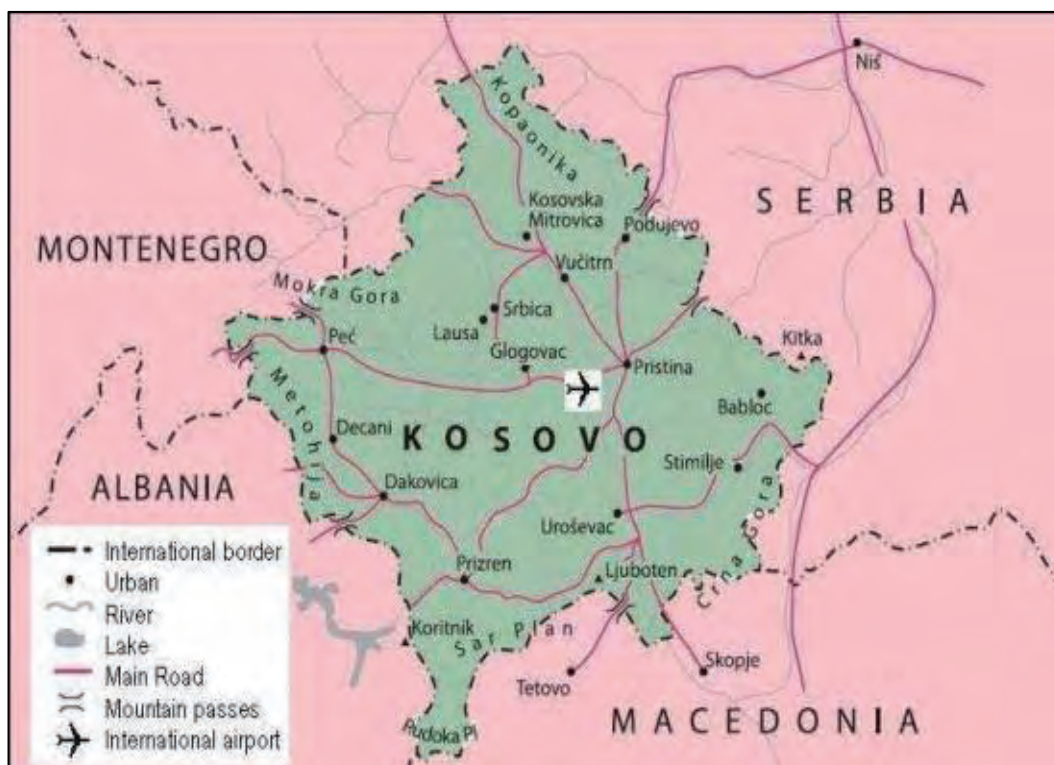 Niš
Kopaonika
SERBIA
Kosovska
Mitrovica
Podujevo
MONTENEGRO
Vučitrn
Mokra Gora
Srbica
Lausa
Kitka
Peć
Glogovac
Pristina
Metohija
Babloc
Decani
KOSOVO
Stimilje
ALBANIA
Dakovica
Uroševac
Crna Gora
International border
Urban
River
Lake
Main Road
Mountain passes
International airport
Prizren
Ljuboten
Koritnik
Sar Plan
Tetovo
Skopje
MACEDONIA
Rudoka Pl